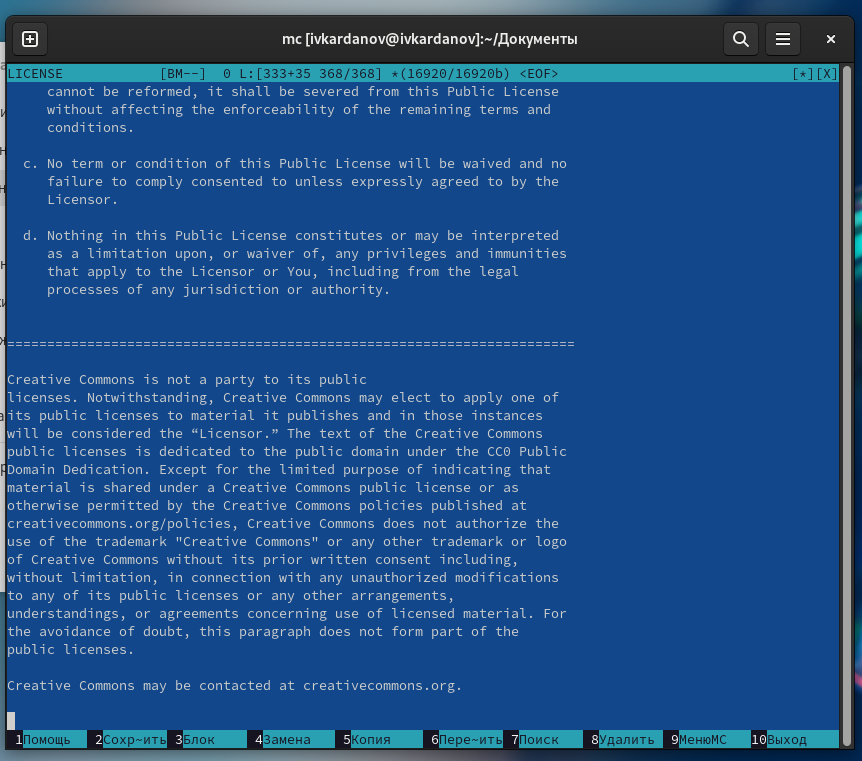 mc [ivkardanov@ivkardanov]:~/Документы
LICENSE [BM--] 0 L:[333+35 368/368] *(16920/16920b) <EOF> [*][X]
cannot be reformed, it shall be severed from this Public License
without affecting the enforceability of the remaining terms and
conditions.
c. No term or condition of this Public License will be waived and no
failure to comply consented to unless expressly agreed to by the
Licensor.
d. Nothing in this Public License constitutes or may be interpreted
as a limitation upon, or waiver of, any privileges and immunities
that apply to the Licensor or You, including from the legal
processes of any jurisdiction or authority.
=======================================================================
Creative Commons is not a party to its public
licenses. Notwithstanding, Creative Commons may elect to apply one of
its public licenses to material it publishes and in those instances
will be considered the “Licensor.” The text of the Creative Commons
public licenses is dedicated to the public domain under the CC0 Public
Domain Dedication. Except for the limited purpose of indicating that
material is shared under a Creative Commons public license or as
otherwise permitted by the Creative Commons policies published at
creativecommons.org/policies, Creative Commons does not authorize the
use of the trademark "Creative Commons" or any other trademark or logo
of Creative Commons without its prior written consent including,
without limitation, in connection with any unauthorized modifications
to any of its public licenses or any other arrangements,
understandings, or agreements concerning use of licensed material. For
the avoidance of doubt, this paragraph does not form part of the
public licenses.
Creative Commons may be contacted at creativecommons.org.
1Помощь 2Сохр~ить 3Блок 4Замена 5Копия 6Пере~ить 7Поиск 8Удалить 9МенюМС 10Выход